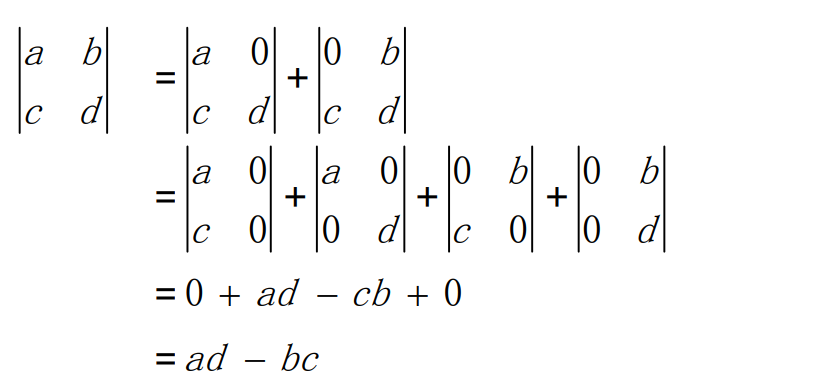 |a b| = |a 0| + |0 b|
|c d| |c d| |c d|
= |a 0| + |a 0| + |0 b| + |0 b|
|c 0| |0 d| |c 0| |0 d|
= 0 + ad − cb + 0
= ad − bc